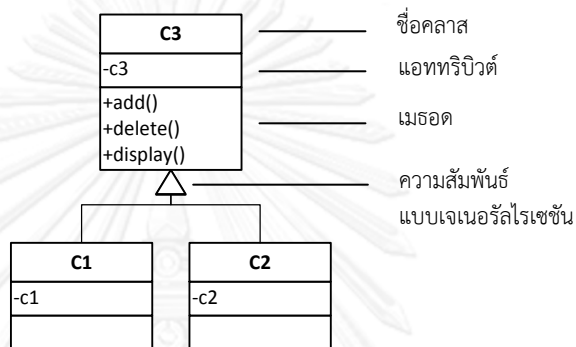 C3
ชื่อคลาส
-c3
แอททริบิวต์
+add()
+delete()
+display()
เมธอด
ความสัมพันธ์
แบบเจเนอรัลไรเซชัน
C1
C2
-c1
-c2